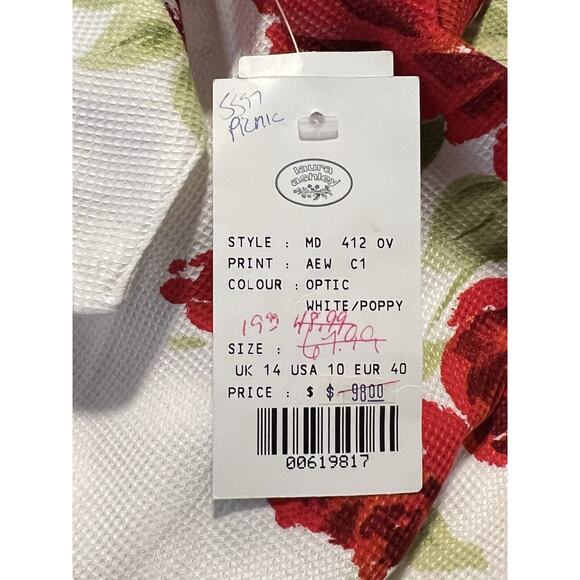 SS97
PICNIC
laura
ashley
STYLE : MD 412 OV
PRINT : AEW C1
COLOUR : OPTIC
WHITE/POPPY
19.99 48.99
SIZE : 67.99
UK 14 USA 10 EUR 40
PRICE : $ $ 98.00
00619817